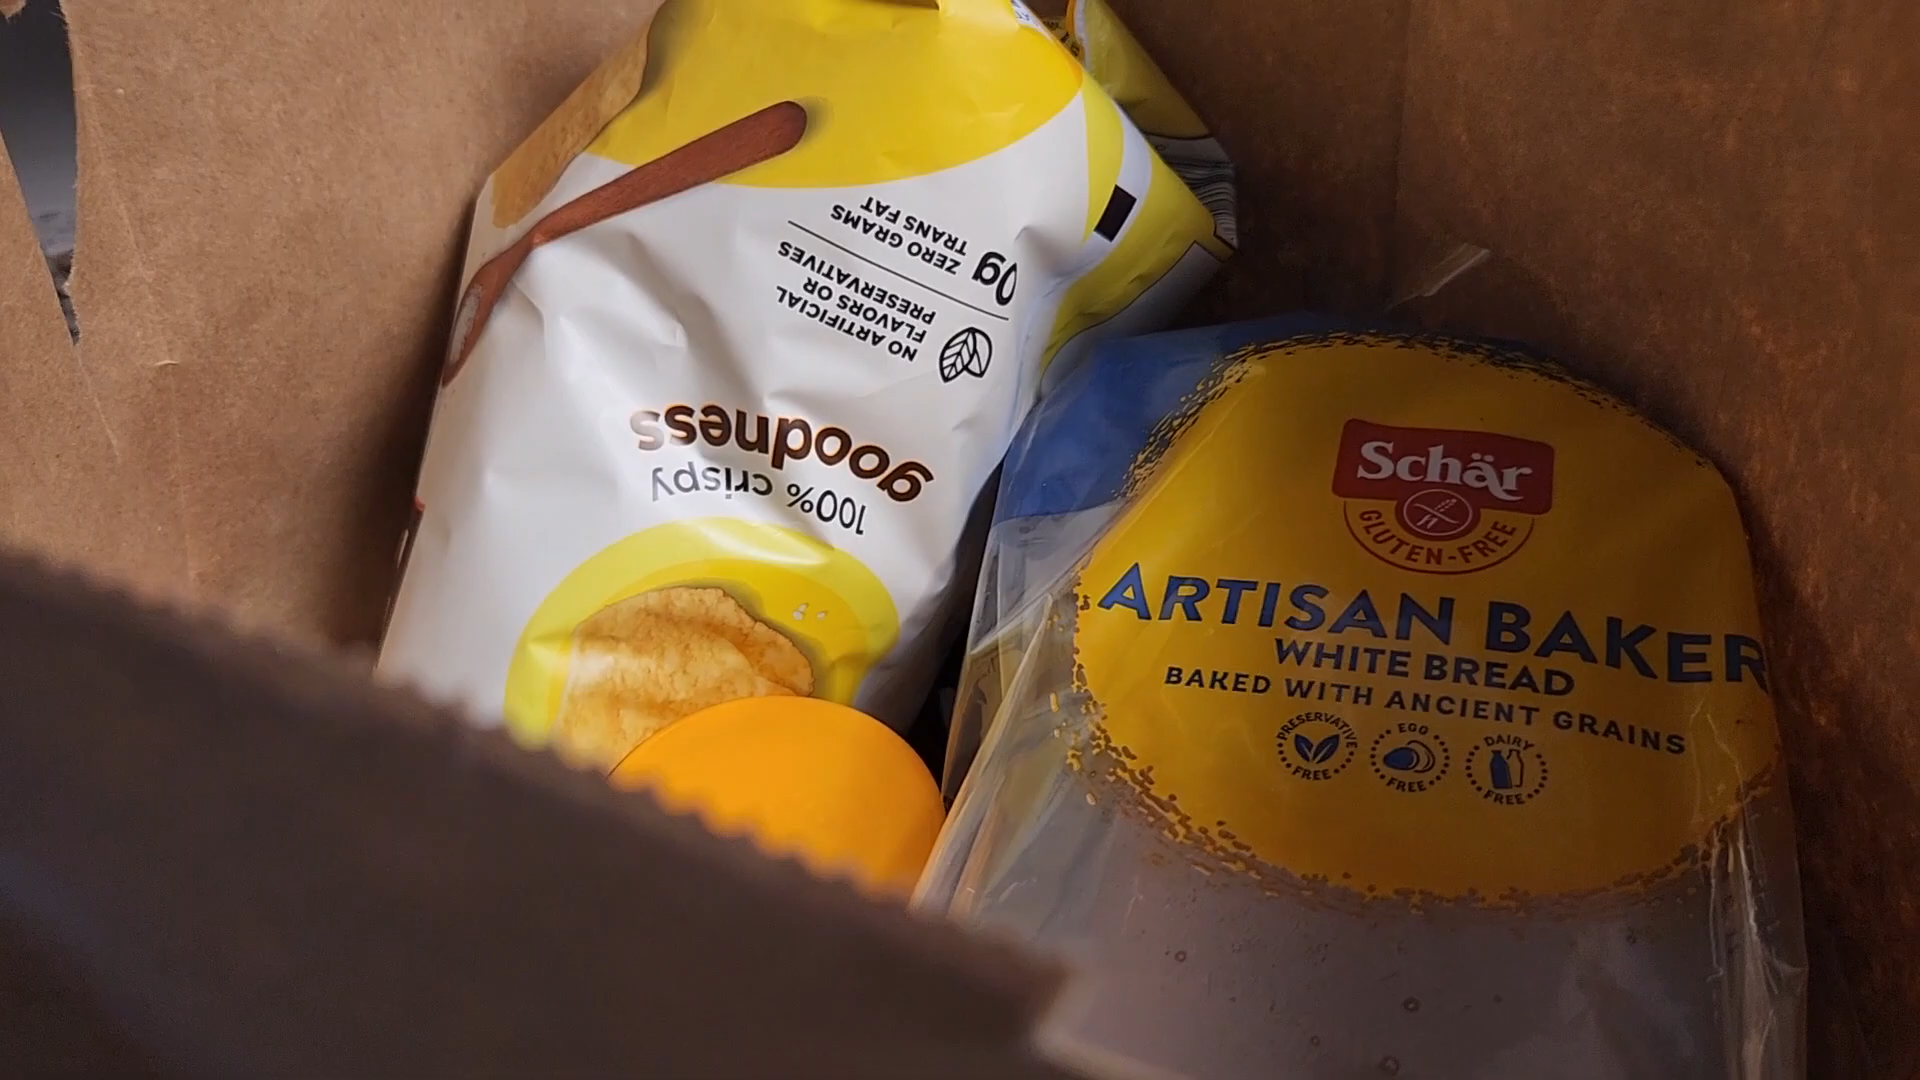 0g
ZERO GRAMS
TRANS FAT
NO ARTIFICIAL
FLAVORS OR
PRESERVATIVES
100% crispy
goodness
Schär
GLUTEN-FREE
ARTISAN BAKER
WHITE BREAD
BAKED WITH ANCIENT GRAINS
PRESERVATIVE
FREE
EGG
FREE
DAIRY
FREE